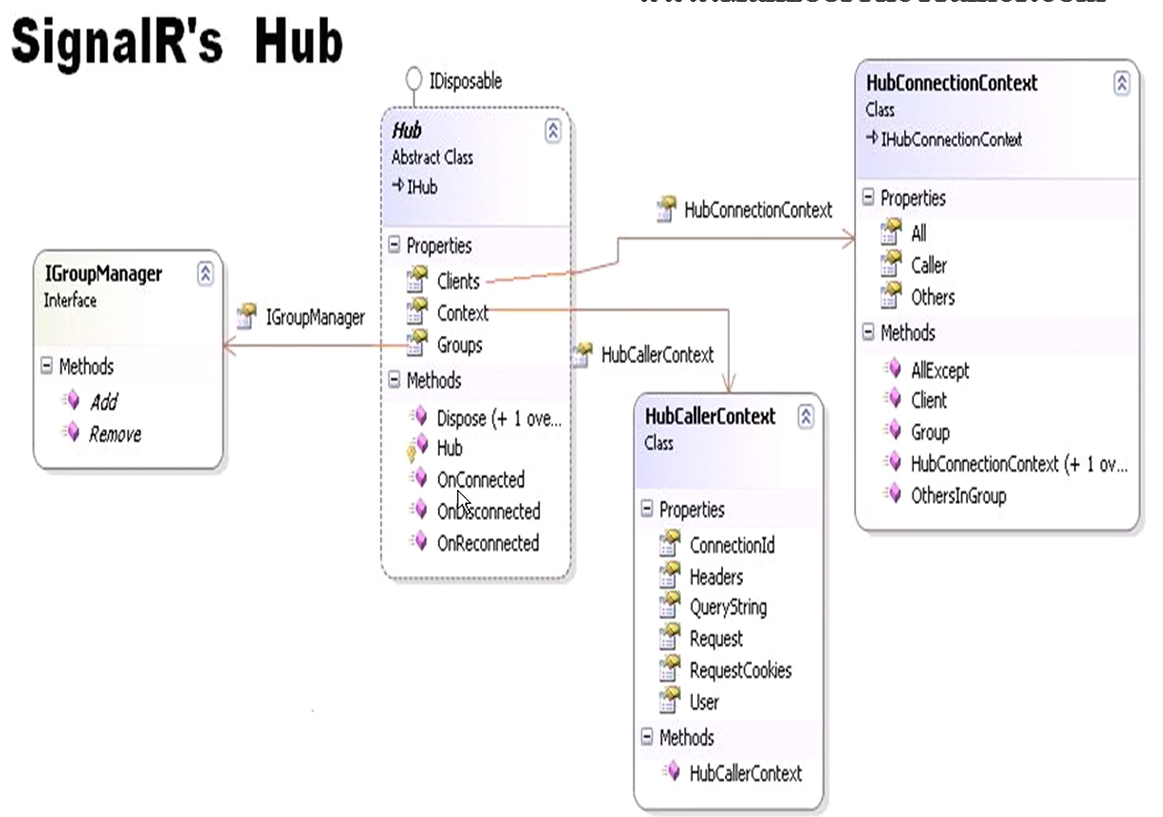 SignalR's Hub
IDisposable
Hub
Abstract Class
IHub
Properties
Clients
Context
Groups
Methods
Dispose (+ 1 ove...
Hub
OnConnected
OnDisconnected
OnReconnected
IGroupManager
IGroupManager
Interface
Methods
Add
Remove
HubConnectionContext
HubCallerContext
HubCallerContext
Class
Properties
ConnectionId
Headers
QueryString
Request
RequestCookies
User
Methods
HubCallerContext
HubConnectionContext
Class
IHubConnectionContext
Properties
All
Caller
Others
Methods
AllExcept
Client
Group
HubConnectionContext (+ 1 ov...
OthersInGroup